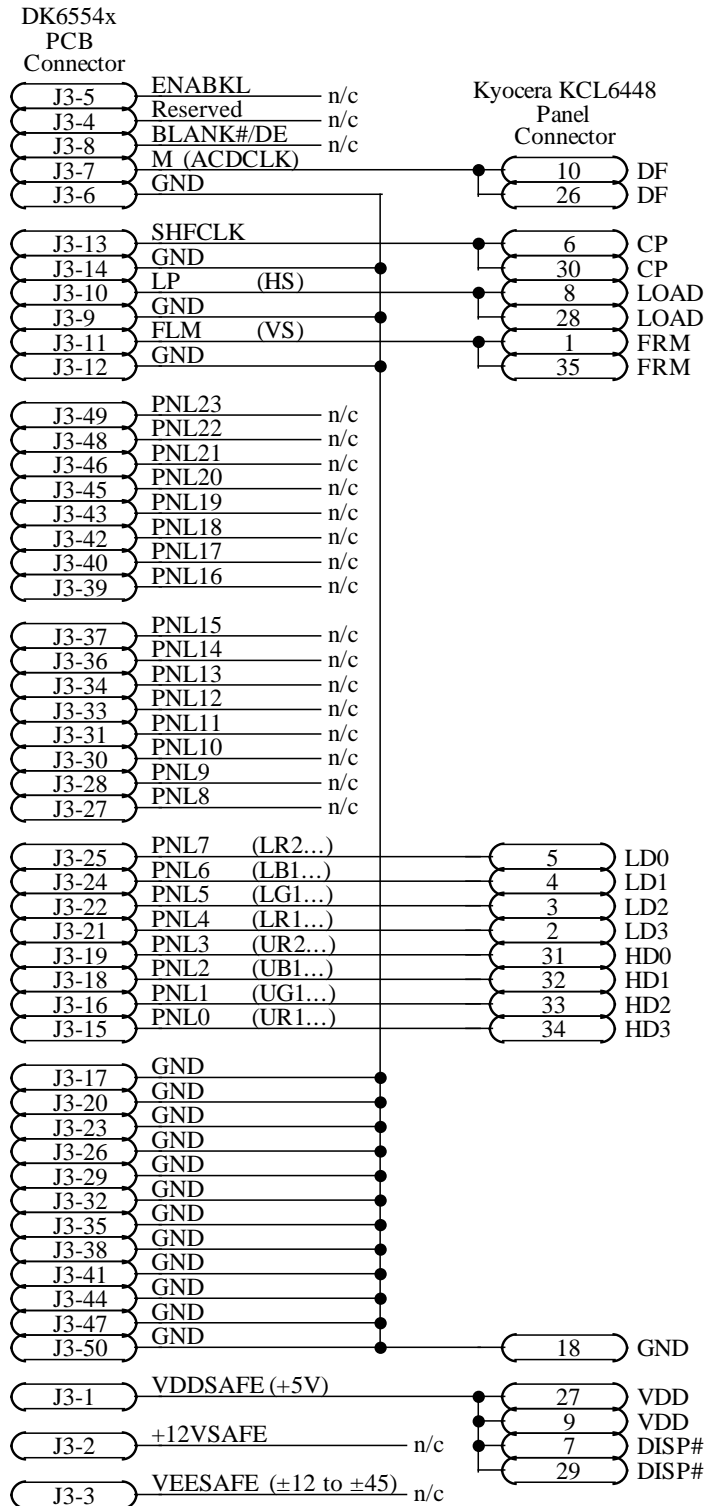 DK6554x
PCB
Connector
Kyocera KCL6448
Panel
Connector
J3-5 ENABKL n/c
J3-4 Reserved n/c
J3-8 BLANK#/DE n/c
J3-7 M (ACDCLK) 10 DF
J3-6 GND 26 DF
J3-13 SHFCLK 6 CP
J3-14 GND 30 CP
J3-10 LP (HS) 8 LOAD
J3-9 GND 28 LOAD
J3-11 FLM (VS) 1 FRM
J3-12 GND 35 FRM
J3-49 PNL23 n/c
J3-48 PNL22 n/c
J3-46 PNL21 n/c
J3-45 PNL20 n/c
J3-43 PNL19 n/c
J3-42 PNL18 n/c
J3-40 PNL17 n/c
J3-39 PNL16 n/c
J3-37 PNL15 n/c
J3-36 PNL14 n/c
J3-34 PNL13 n/c
J3-33 PNL12 n/c
J3-31 PNL11 n/c
J3-30 PNL10 n/c
J3-28 PNL9 n/c
J3-27 PNL8 n/c
J3-25 PNL7 (LR2…) 5 LD0
J3-24 PNL6 (LB1…) 4 LD1
J3-22 PNL5 (LG1…) 3 LD2
J3-21 PNL4 (LR1…) 2 LD3
J3-19 PNL3 (UR2…) 31 HD0
J3-18 PNL2 (UB1…) 32 HD1
J3-16 PNL1 (UG1…) 33 HD2
J3-15 PNL0 (UR1…) 34 HD3
J3-17 GND
J3-20 GND
J3-23 GND
J3-26 GND
J3-29 GND
J3-32 GND
J3-35 GND
J3-38 GND
J3-41 GND
J3-44 GND
J3-47 GND
J3-50 GND 18 GND
J3-1 VDDSAFE (+5V) 27 VDD
9 VDD
J3-2 +12VSAFE n/c 7 DISP#
29 DISP#
J3-3 VEESAFE (±12 to ±45) n/c